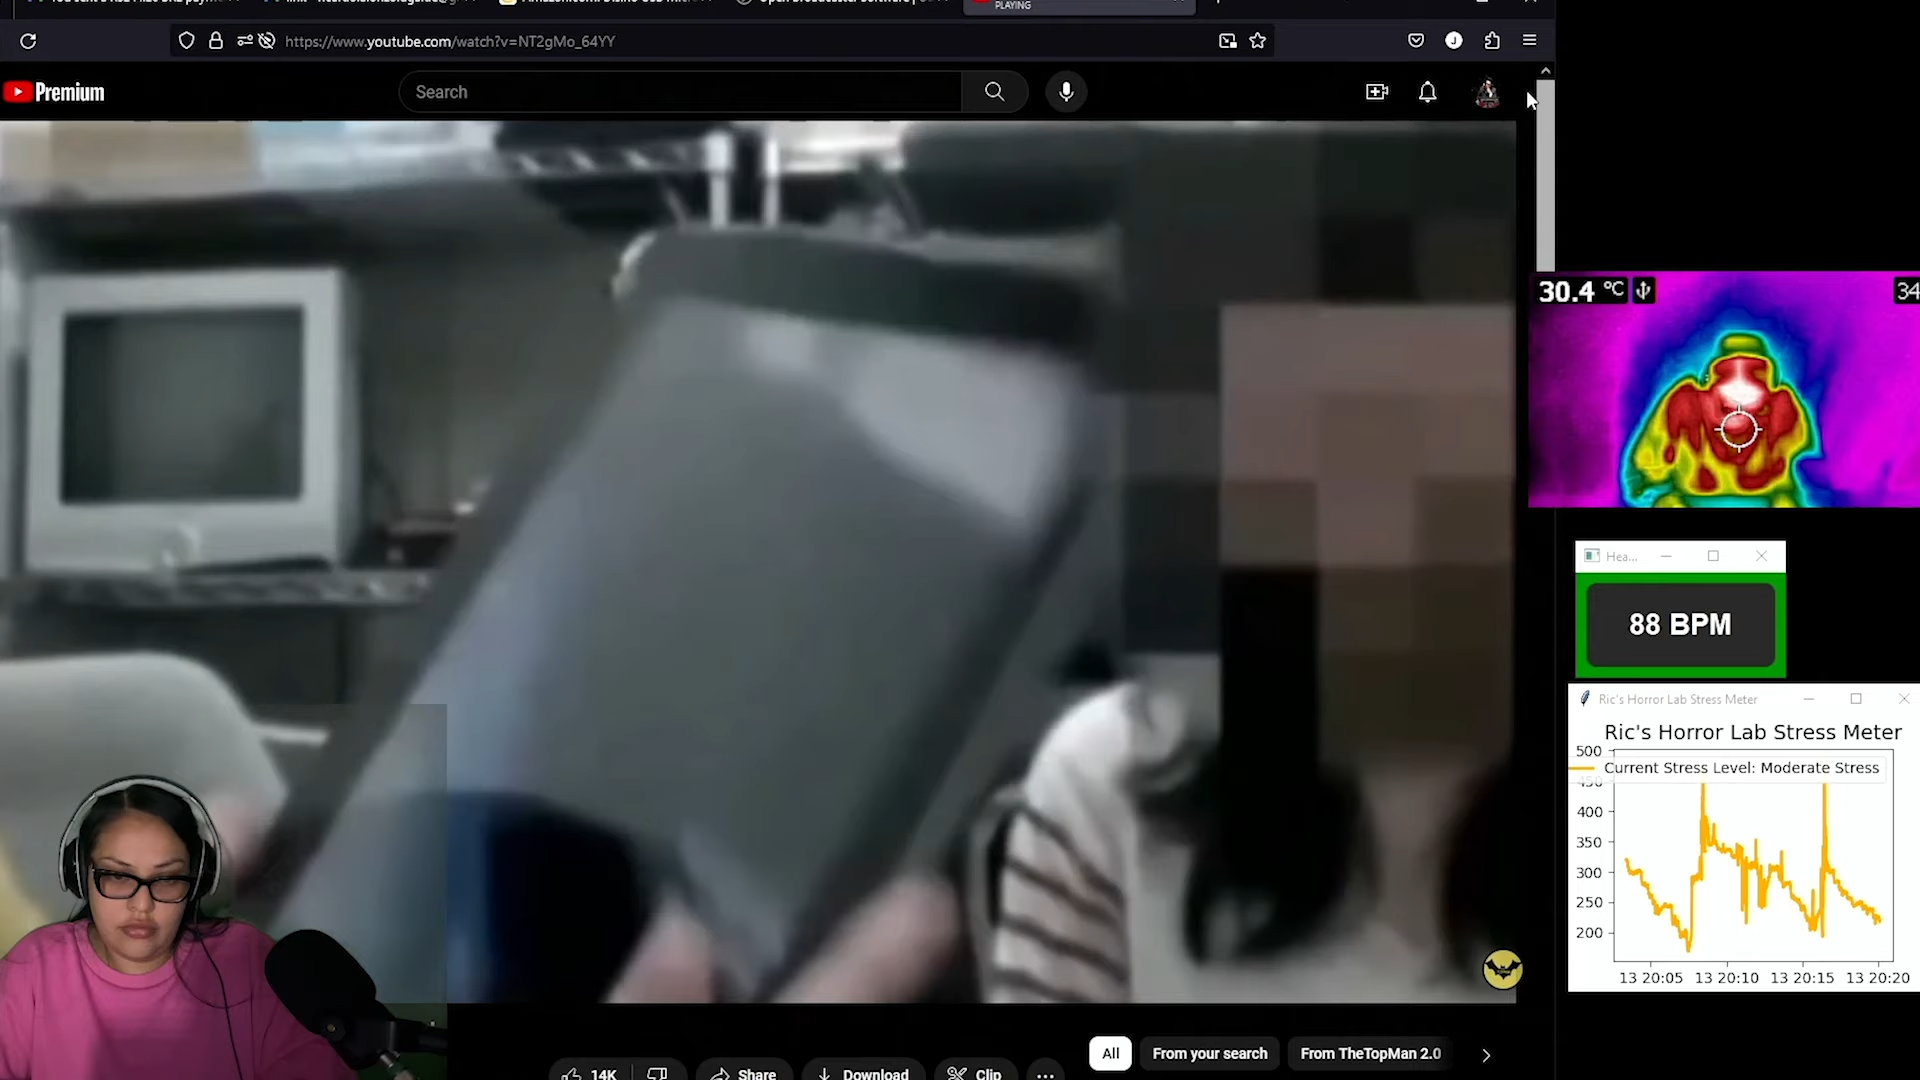 PLAYING
https://www.youtube.com/watch?v=NT2gMo_64YY
J
Premium
Search
30.4 °C
34
Hea...
88 BPM
Ric's Horror Lab Stress Meter
Ric's Horror Lab Stress Meter
Current Stress Level: Moderate Stress
500
450
400
350
300
250
200
13 20:05 13 20:10 13 20:15 13 20:20
All
From your search
From TheTopMan 2.0
14K
Share
Download
Clip
...